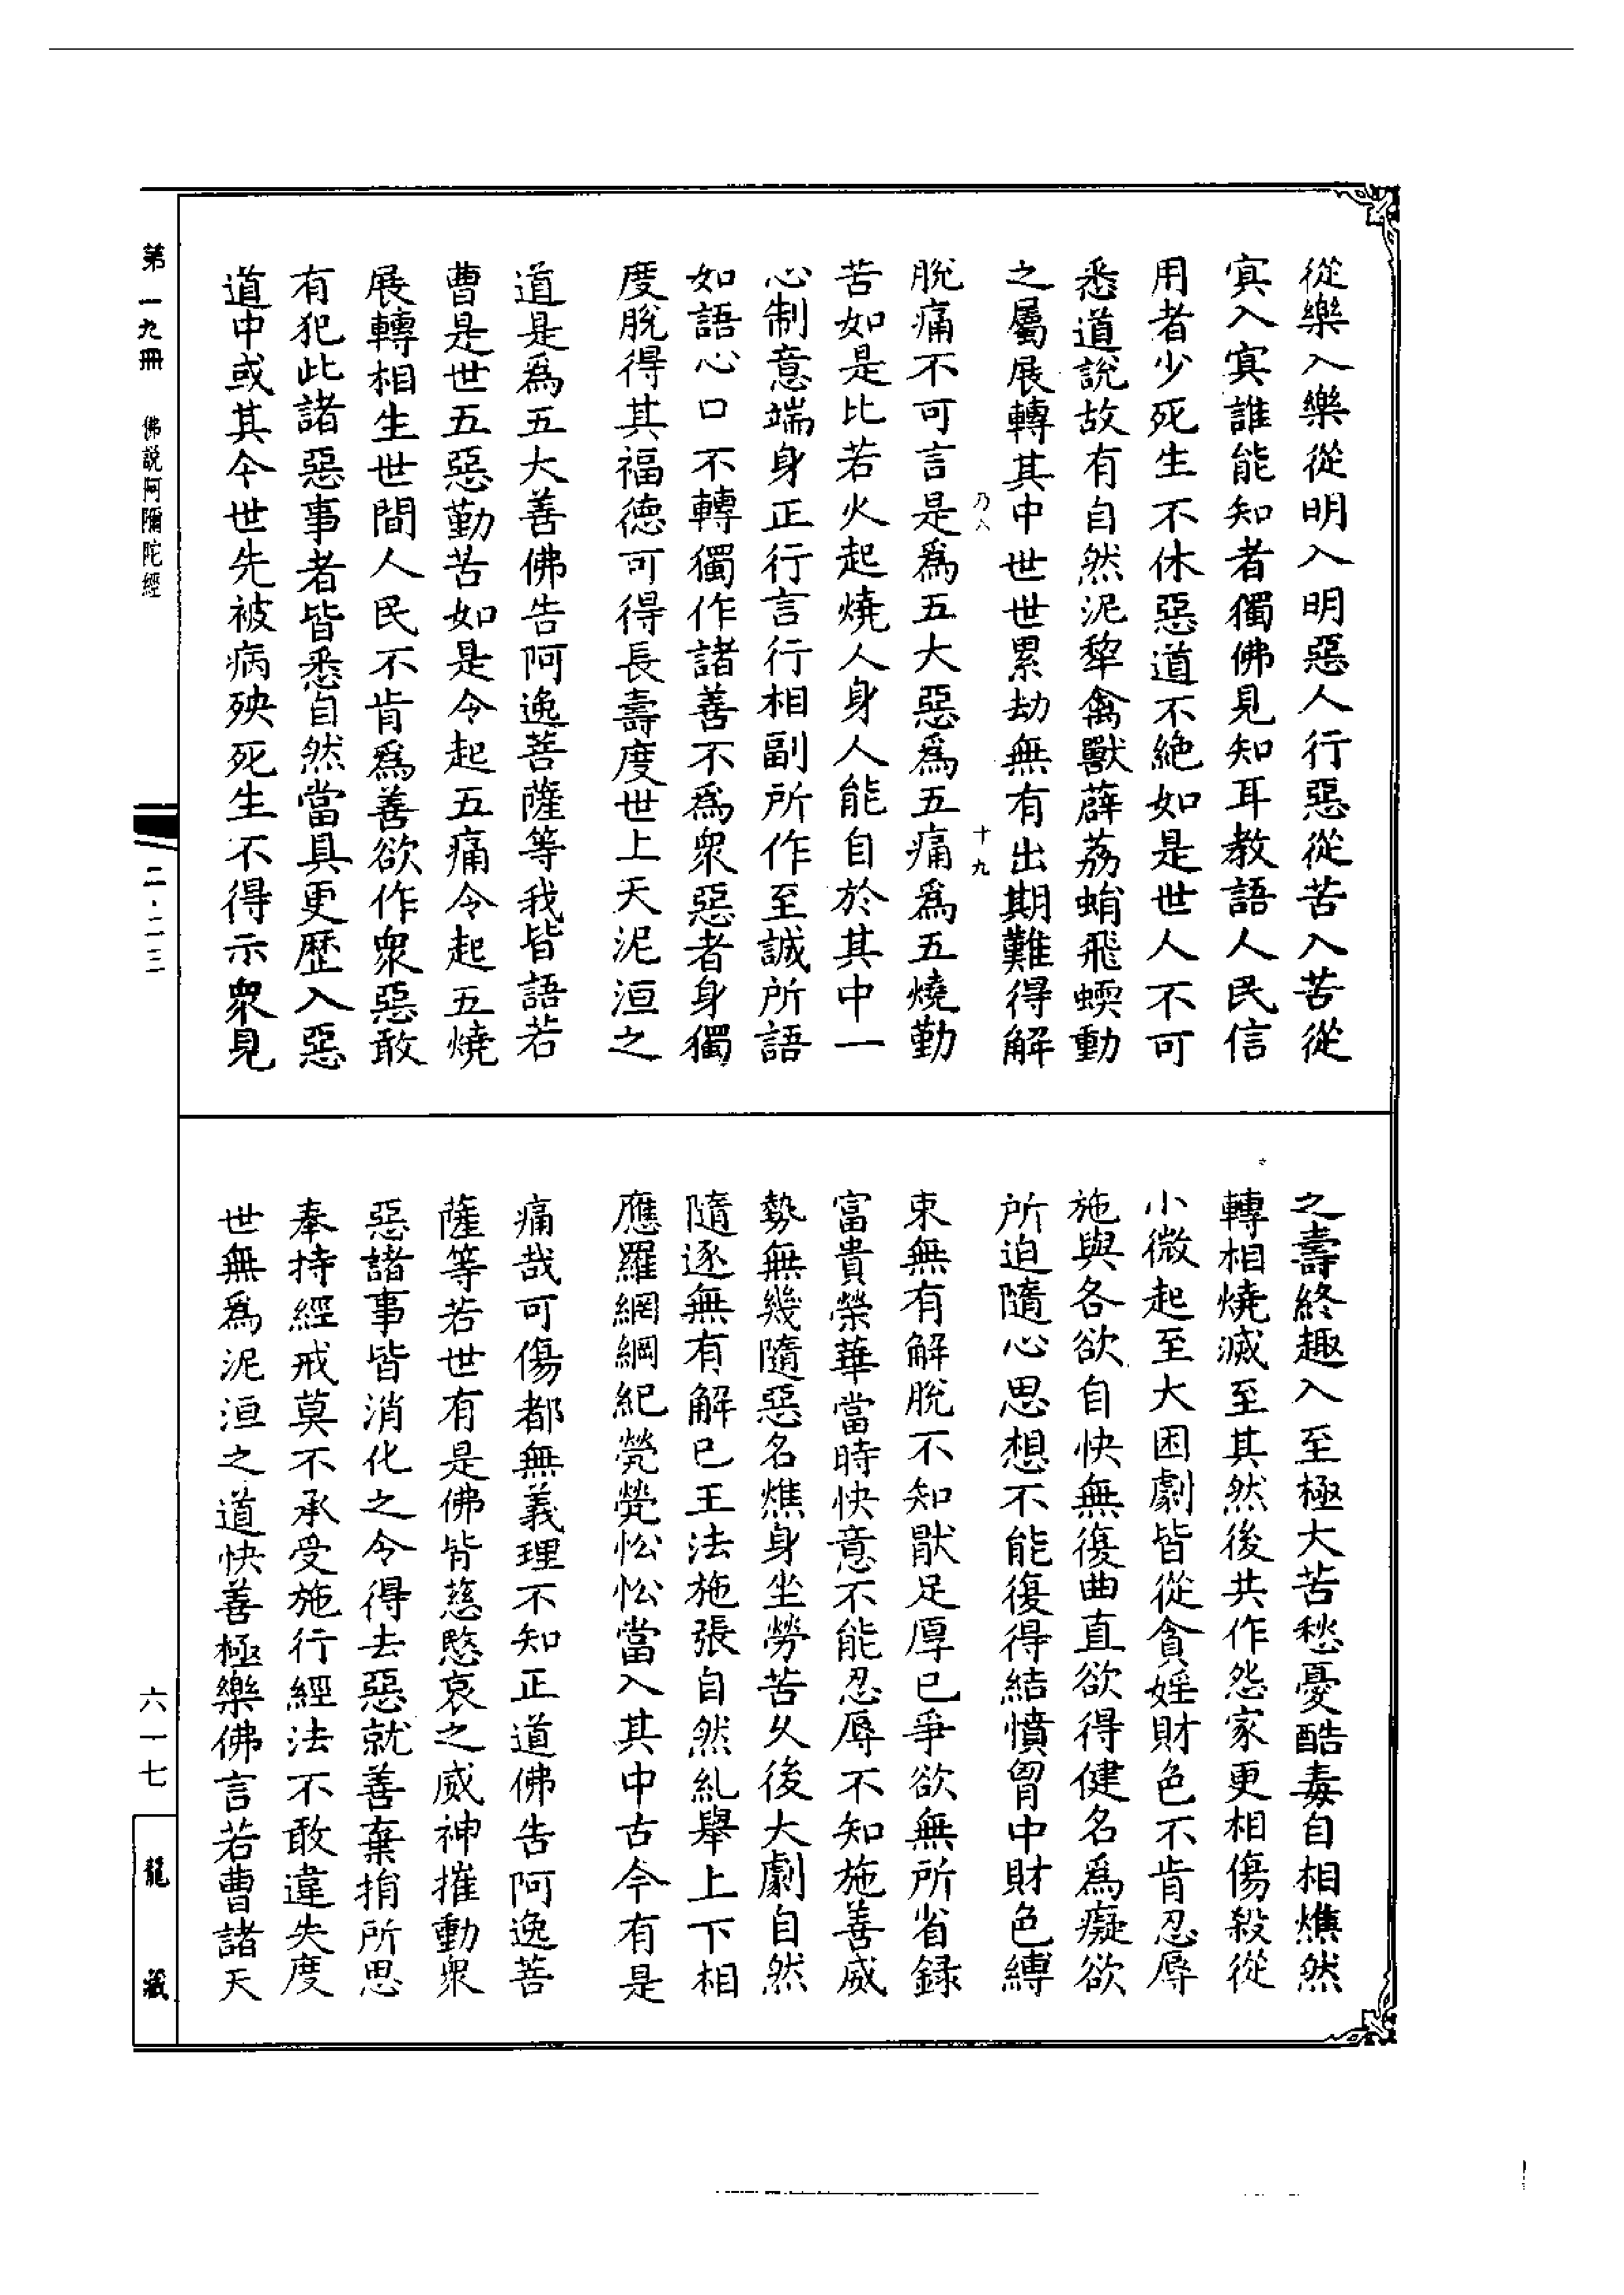 從樂入樂從明入明惡人行惡從苦入苦從
㝠入㝠誰能知者獨佛見知耳教語人民信
用者少死生不休惡道不絶如是世人不可
悉道說故有自然泥犂禽獸薜荔蜎飛蝡動
之屬展轉其中世世累劫無有出期難得解
乃六
十九
脫痛不可言是爲五大惡爲五痛爲五燒勤
苦如是比若火起燒人身人能自於其中一
心制意端身正行言行相副所作至誠所語
如語心口不轉獨作諸善不爲衆惡者身獨
度脫得其福德可得長壽度世上天泥洹之
道是爲五大善佛告阿逸菩薩等我皆語若
曹是世五惡勤苦如是令起五痛令起五燒
展轉相生世間人民不肯爲善欲作衆惡敢
有犯此諸惡事者皆悉自然當具更歷入惡
道中或其今世先被病殃死生不得示衆見
之壽終趣入至極大苦愁憂酷毒自相燋然
轉相燒滅至其然後共作怨家更相傷殺從
小微起至大困劇皆從貪婬財色不肯忍辱
施與各欲自快無復曲直欲得健名爲癡欲
所迫隨心思想不能復得結憤胷中財色縛
束無有解脫不知猒足厚已爭欲無所省録
富貴榮華當時快意不能忍辱不知施善威
勢無幾隨惡名燋身坐勞苦久後大劇自然
隨逐無有解已王法施張自然糺舉上下相
應羅網綱紀煢煢忪忪當入其中古今有是
痛哉可傷都無義理不知正道佛告阿逸菩
薩等若世有是佛皆慈愍哀之威神摧動衆
惡諸事皆消化之令得去惡就善棄捐所思
奉持經戒莫不承受施行經法不敢違失度
世無爲泥洹之道快善極樂佛言若曹諸天
第一九冊　佛説阿彌陀經
二·二三
六一七
龍藏